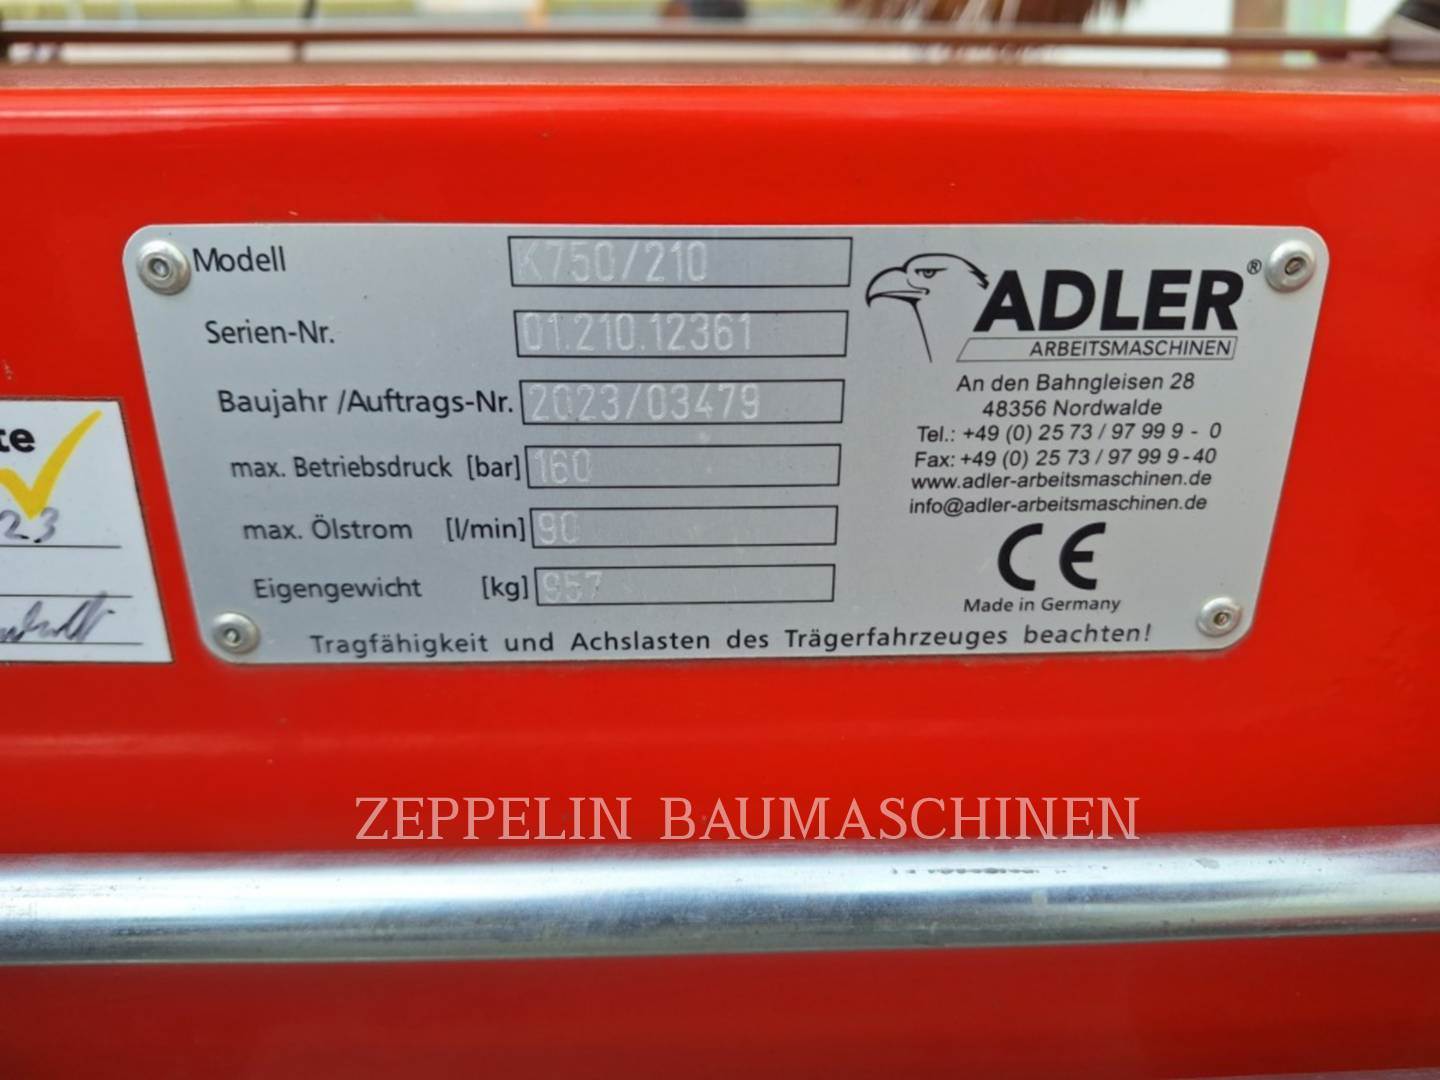 Modell K750/210
Serien-Nr. 01.210.12361
Baujahr /Auftrags-Nr. 2023/03479
max. Betriebsdruck [bar] 160
max. Ölstrom [l/min] 90
Eigengewicht [kg] 957
Tragfähigkeit und Achslasten des Trägerfahrzeuges beachten!
ADLER®
ARBEITSMASCHINEN
An den Bahngleisen 28
48356 Nordwalde
Tel.: +49 (0) 25 73 / 97 99 9 - 0
Fax: +49 (0) 25 73 / 97 99 9 - 40
www.adler-arbeitsmaschinen.de
info@adler-arbeitsmaschinen.de
CE
Made in Germany
te
23
ZEPPELIN BAUMASCHINEN